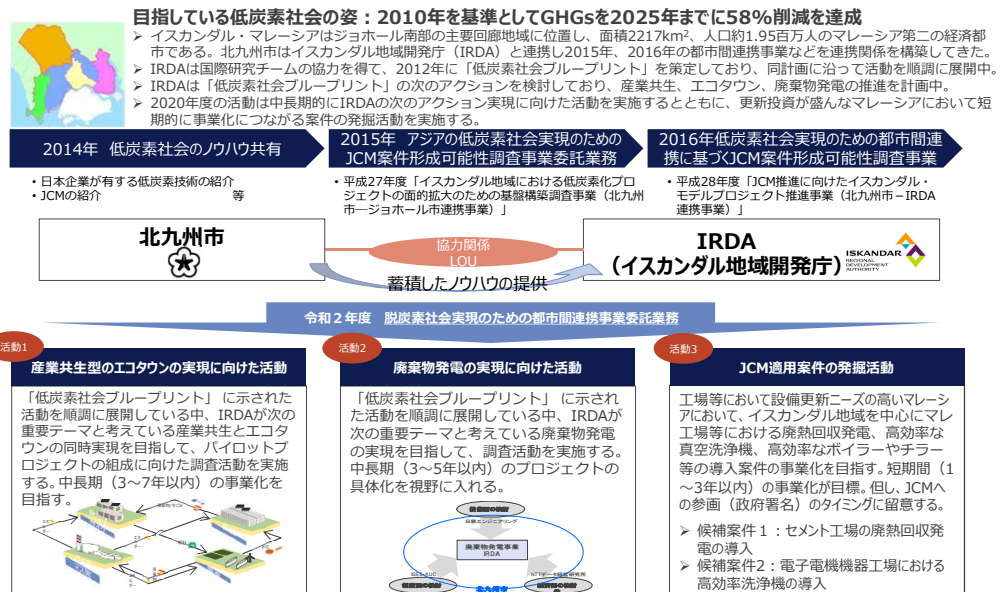 目指している低炭素社会の姿：2010年を基準としてGHGsを2025年までに58%削減を達成
➢ イスカンダル・マレーシアはジョホール南部の主要回廊地域に位置し、面積2217km²、人口約1.95百万人のマレーシア第二の経済都
市である。北九州市はイスカンダル地域開発庁（IRDA）と連携し2015年、2016年の都市間連携事業などを連携関係を構築してきた。
➢ IRDAは国際研究チームの協力を得て、2012年に「低炭素社会ブループリント」を策定しており、同計画に沿って活動を順調に展開中。
➢ IRDAは「低炭素社会ブループリント」の次のアクションを検討しており、産業共生、エコタウン、廃棄物発電の推進を計画中。
➢ 2020年度の活動は中長期的にIRDAの次のアクション実現に向けた活動を実施するとともに、更新投資が盛んなマレーシアにおいて短
期的に事業化につながる案件の発掘活動を実施する。
2014年 低炭素社会のノウハウ共有
2015年 アジアの低炭素社会実現のための
JCM案件形成可能性調査事業委託業務
2016年低炭素社会実現のための都市間連
携に基づくJCM案件形成可能性調査事業
・日本企業が有する低炭素技術の紹介
・JCMの紹介 等
・平成27年度「イスカンダル地域における低炭素化プロ
ジェクトの面的拡大のための基盤構築調査事業（北九州
市―ジョホール市連携事業）」
・平成28年度「JCM推進に向けたイスカンダル・
モデルプロジェクト推進事業（北九州市－IRDA
連携事業）」
北九州市
協力関係
LOU
蓄積したノウハウの提供
IRDA
（イスカンダル地域開発庁）
ISKANDAR
REGIONAL
DEVELOPMENT
AUTHORITY
令和２年度 脱炭素社会実現のための都市間連携事業委託業務
活動1
産業共生型のエコタウンの実現に向けた活動
「低炭素社会ブループリント」 に示された
活動を順調に展開している中、IRDAが次の
重要テーマと考えている産業共生とエコタ
ウンの同時実現を目指して、パイロットプ
ロジェクトの組成に向けた調査活動を実施
する。中長期（3～7年以内）の事業化を
目指す。
活動2
廃棄物発電の実現に向けた活動
「低炭素社会ブループリント」 に示され
た活動を順調に展開している中、IRDAが
次の重要テーマと考えている廃棄物発電
の実現を目指して、調査活動を実施する。
中長期（3～5年以内）のプロジェクトの
具体化を視野に入れる。
日鉄エンジニアリング
廃棄物発電事業
IRDA
IGES-KUC
NTTデータ経営研究所
北九州市
活動3
JCM適用案件の発掘活動
工場等において設備更新ニーズの高いマレーシ
アにおいて、イスカンダル地域を中心にマレ
工場等における廃熱回収発電、高効率な
真空洗浄機、高効率なボイラーやチラー
等の導入案件の事業化を目指す。短期間（1
～3年以内）の事業化が目標。但し、JCMへ
の参画（政府署名）のタイミングに留意する。
➢ 候補案件１：セメント工場の廃熱回収発
電の導入
➢ 候補案件2：電子電機機器工場における
高効率洗浄機の導入